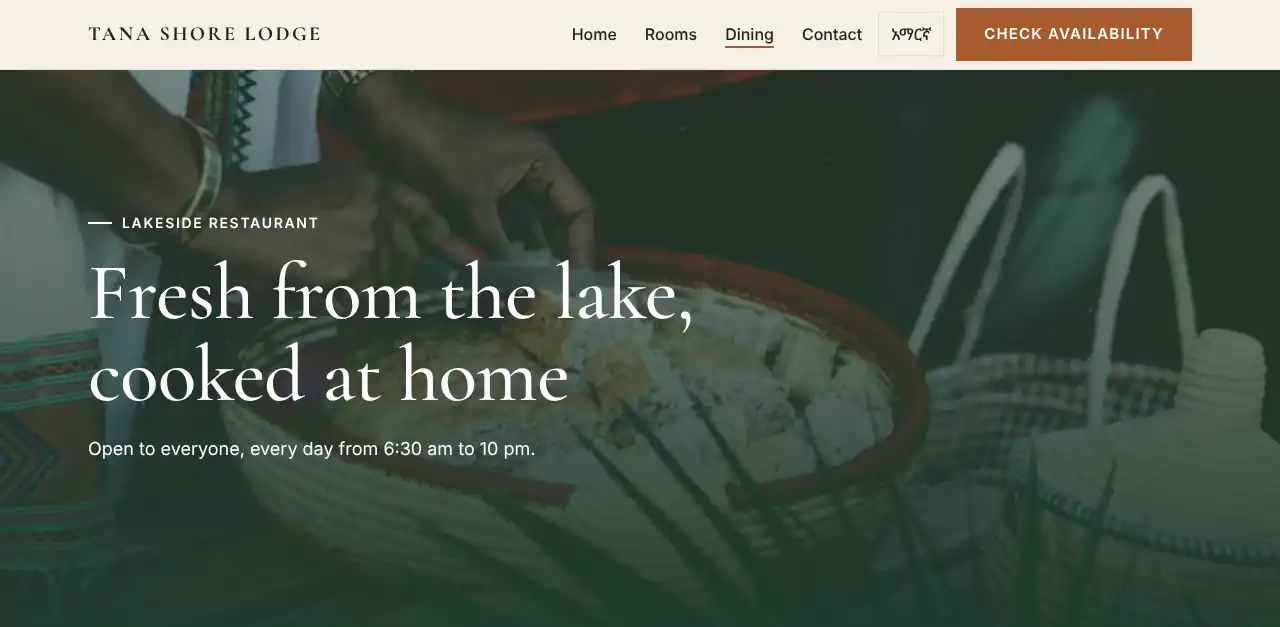 TANA SHORE LODGE
Home
Rooms
Dining
Contact
አማርኛ
CHECK AVAILABILITY
LAKESIDE RESTAURANT
Fresh from the lake,
cooked at home
Open to everyone, every day from 6:30 am to 10 pm.